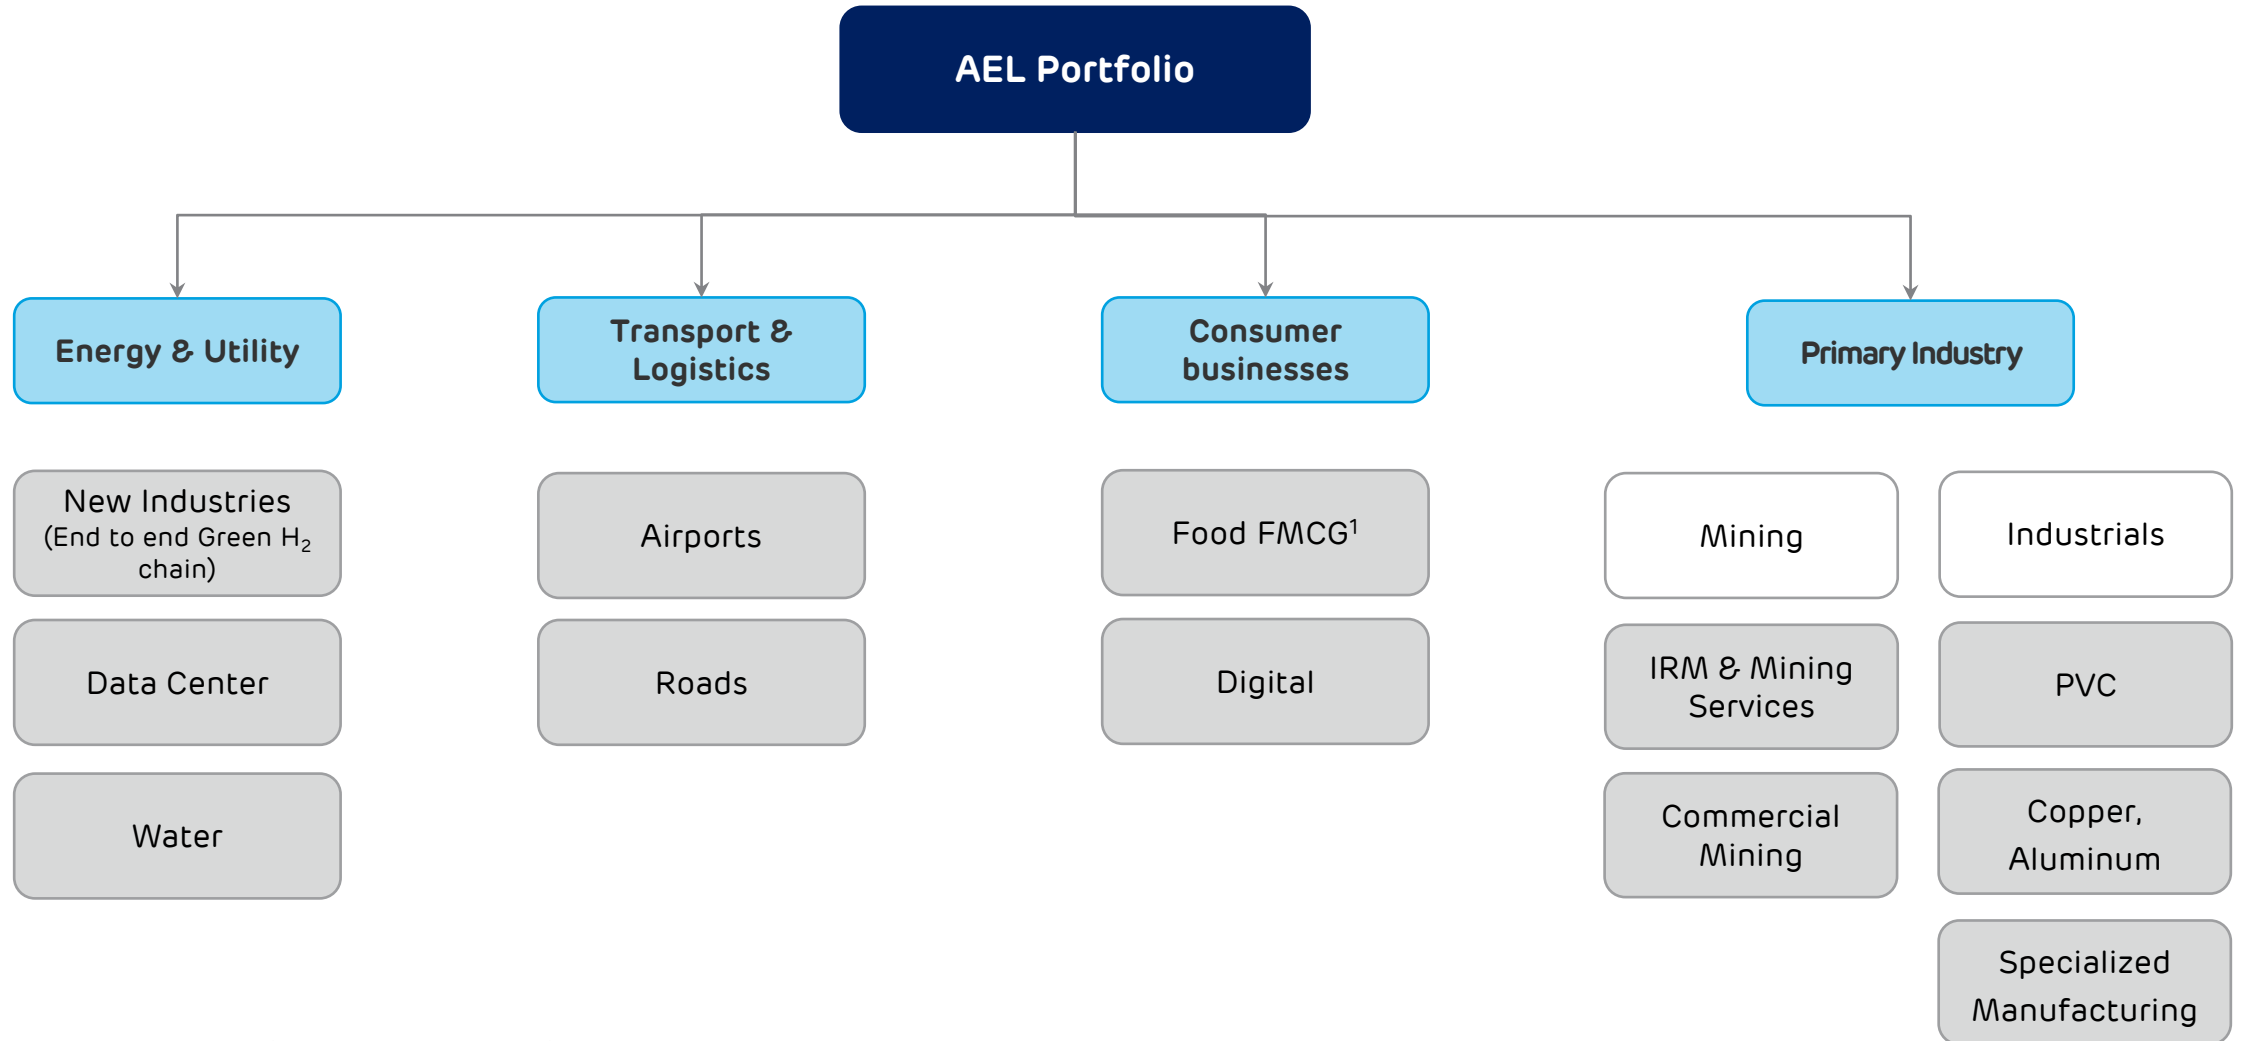 AEL Portfolio
Energy & Utility
Transport &
Logistics
Consumer
businesses
Primary Industry
New Industries
(End to end Green H₂
chain)
Data Center
Water
Airports
Roads
Food FMCG¹
Digital
Mining
IRM & Mining
Services
Commercial
Mining
Industrials
PVC
Copper,
Aluminum
Specialized
Manufacturing